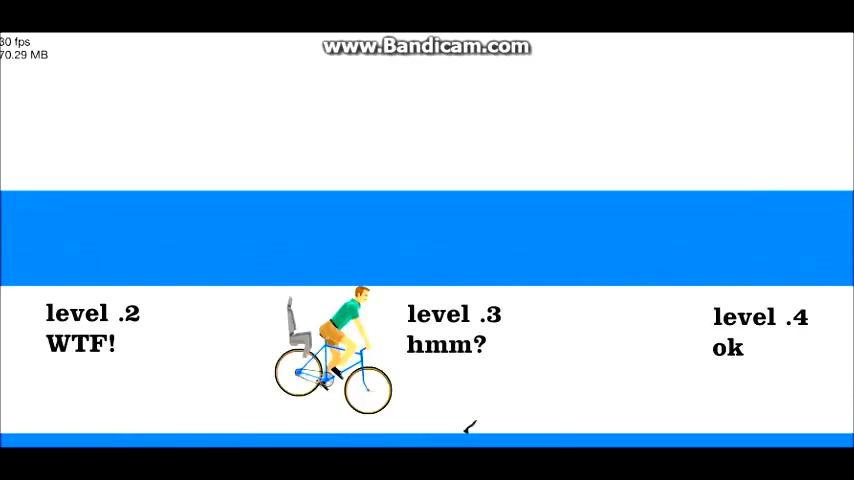 www.Bandicam.com
30 fps
70.29 MB
level .2
WTF!
level .3
hmm?
level .4
ok